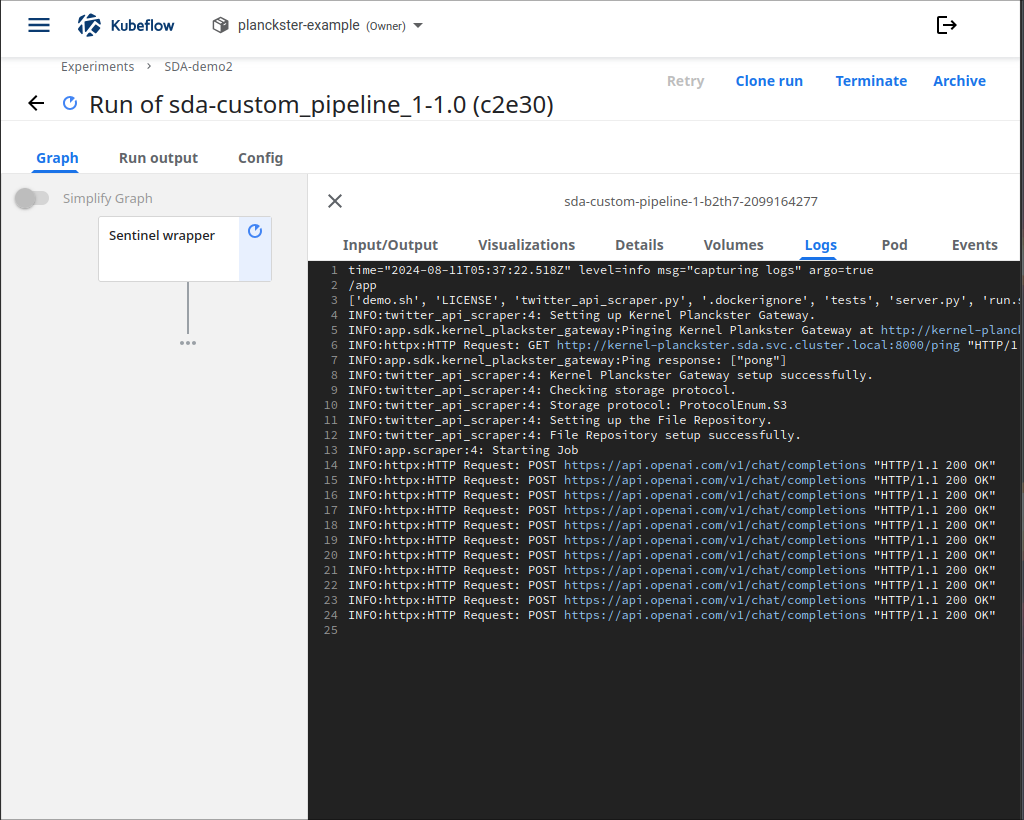 Kubeflow planckster-example (Owner)
Experiments > SDA-demo2
Retry Clone run Terminate Archive
Run of sda-custom_pipeline_1-1.0 (c2e30)
Graph Run output Config
Simplify Graph
Sentinel wrapper
sda-custom-pipeline-1-b2th7-2099164277
Input/Output Visualizations Details Volumes Logs Pod Events
1 time="2024-08-11T05:37:22.518Z" level=info msg="capturing logs" argo=true
2 /app
3 ['demo.sh', 'LICENSE', 'twitter_api_scraper.py', '.dockerignore', 'tests', 'server.py', 'run.s
4 INFO:twitter_api_scraper:4: Setting up Kernel Planckster Gateway.
5 INFO:app.sdk.kernel_plackster_gateway:Pinging Kernel Plankster Gateway at http://kernel-planck
6 INFO:httpx:HTTP Request: GET http://kernel-planckster.sda.svc.cluster.local:8000/ping "HTTP/1
7 INFO:app.sdk.kernel_plackster_gateway:Ping response: ["pong"]
8 INFO:twitter_api_scraper:4: Kernel Planckster Gateway setup successfully.
9 INFO:twitter_api_scraper:4: Checking storage protocol.
10 INFO:twitter_api_scraper:4: Storage protocol: ProtocolEnum.S3
11 INFO:twitter_api_scraper:4: Setting up the File Repository.
12 INFO:twitter_api_scraper:4: File Repository setup successfully.
13 INFO:app.scraper:4: Starting Job
14 INFO:httpx:HTTP Request: POST https://api.openai.com/v1/chat/completions "HTTP/1.1 200 OK"
15 INFO:httpx:HTTP Request: POST https://api.openai.com/v1/chat/completions "HTTP/1.1 200 OK"
16 INFO:httpx:HTTP Request: POST https://api.openai.com/v1/chat/completions "HTTP/1.1 200 OK"
17 INFO:httpx:HTTP Request: POST https://api.openai.com/v1/chat/completions "HTTP/1.1 200 OK"
18 INFO:httpx:HTTP Request: POST https://api.openai.com/v1/chat/completions "HTTP/1.1 200 OK"
19 INFO:httpx:HTTP Request: POST https://api.openai.com/v1/chat/completions "HTTP/1.1 200 OK"
20 INFO:httpx:HTTP Request: POST https://api.openai.com/v1/chat/completions "HTTP/1.1 200 OK"
21 INFO:httpx:HTTP Request: POST https://api.openai.com/v1/chat/completions "HTTP/1.1 200 OK"
22 INFO:httpx:HTTP Request: POST https://api.openai.com/v1/chat/completions "HTTP/1.1 200 OK"
23 INFO:httpx:HTTP Request: POST https://api.openai.com/v1/chat/completions "HTTP/1.1 200 OK"
24 INFO:httpx:HTTP Request: POST https://api.openai.com/v1/chat/completions "HTTP/1.1 200 OK"
25